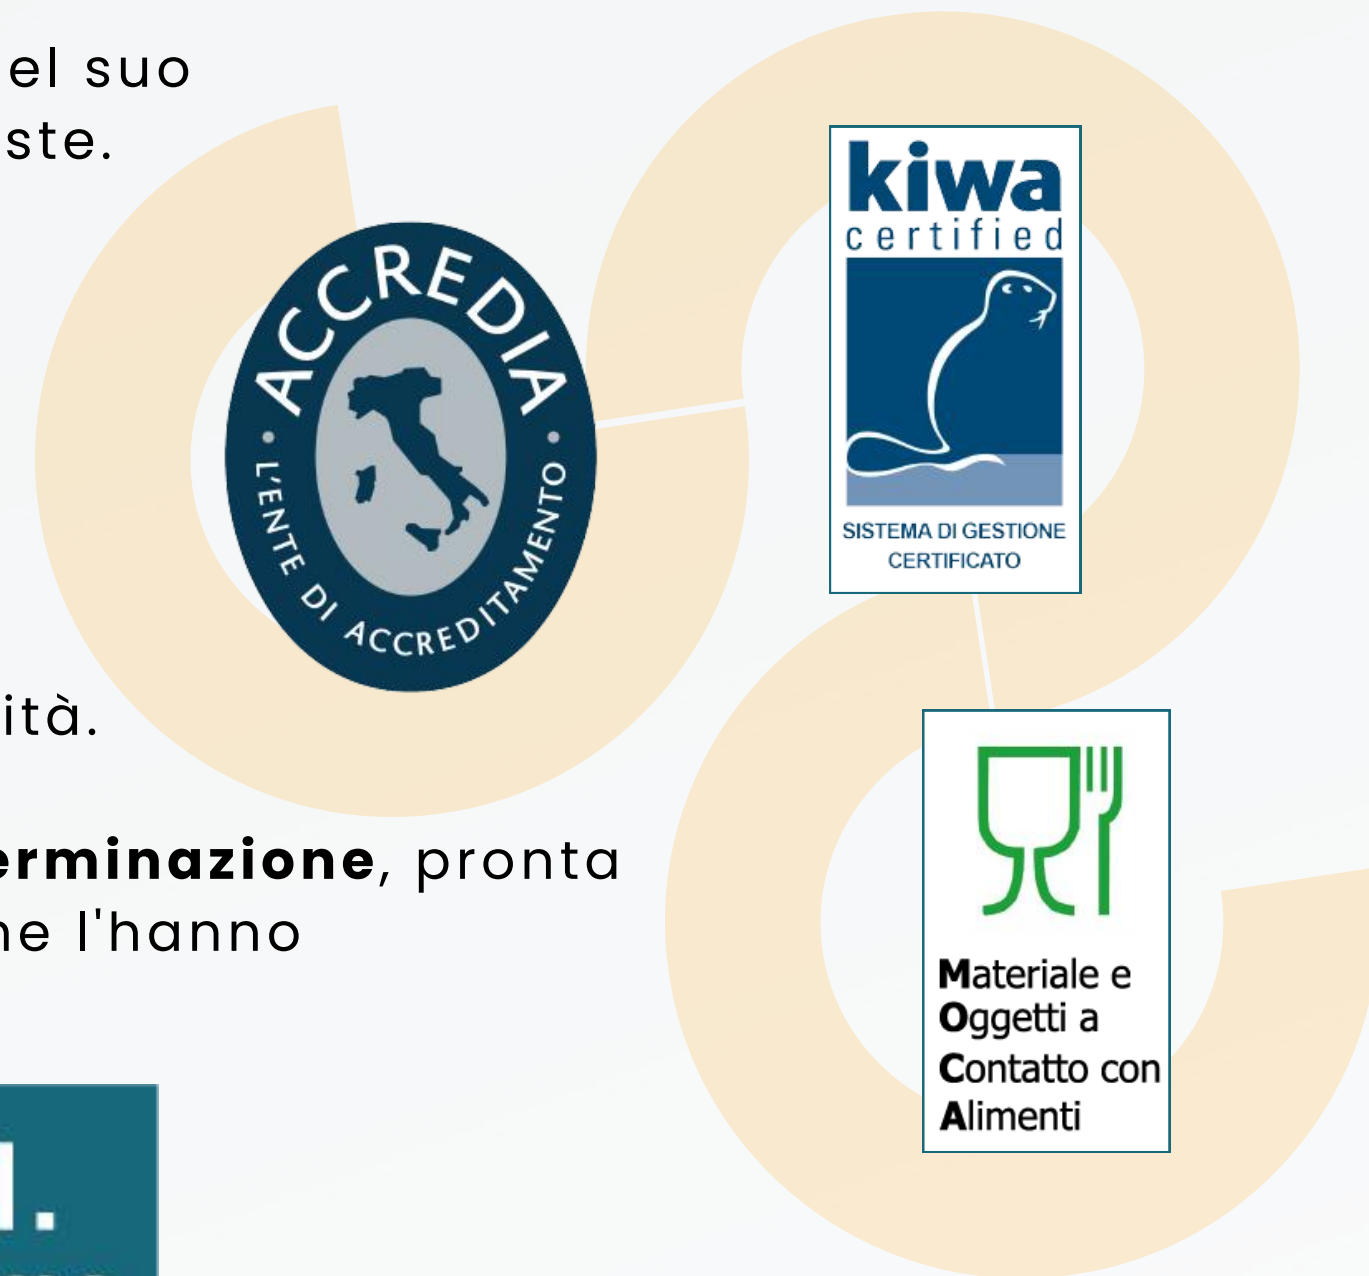 el suo
ste.
ACCREDIA
L'ENTE DI ACCREDITAMENTO
kiwa
certified
SISTEMA DI GESTIONE
CERTIFICATO
ità.
erminazione, pronta
ne l'hanno
Materiale e
Oggetti a
Contatto con
Alimenti